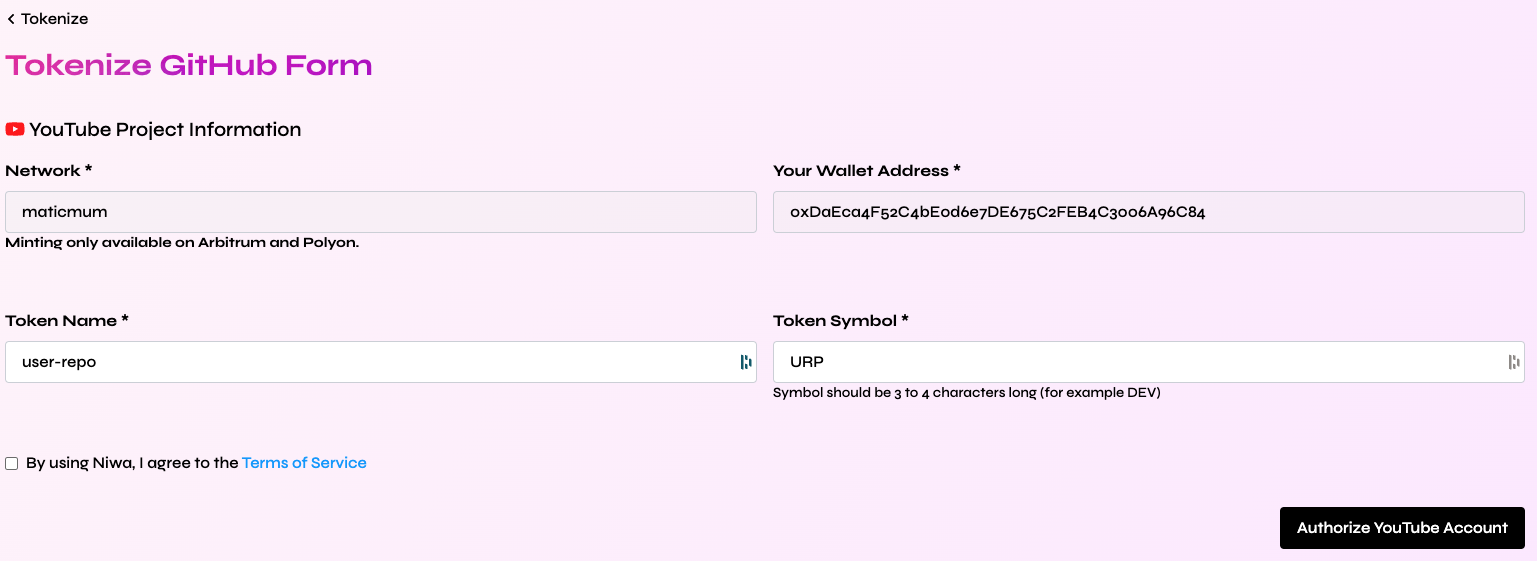 Tokenize
Tokenize GitHub Form
YouTube Project Information
Network *
Your Wallet Address *
maticmum
0xDaEca4F52C4bE0d6e7DE675C2FEB4C3006A96C84
Minting only available on Arbitrum and Polyon.
Token Name *
Token Symbol *
user-repo
URP
Symbol should be 3 to 4 characters long (for example DEV)
By using Niwa, I agree to the Terms of Service
Authorize YouTube Account